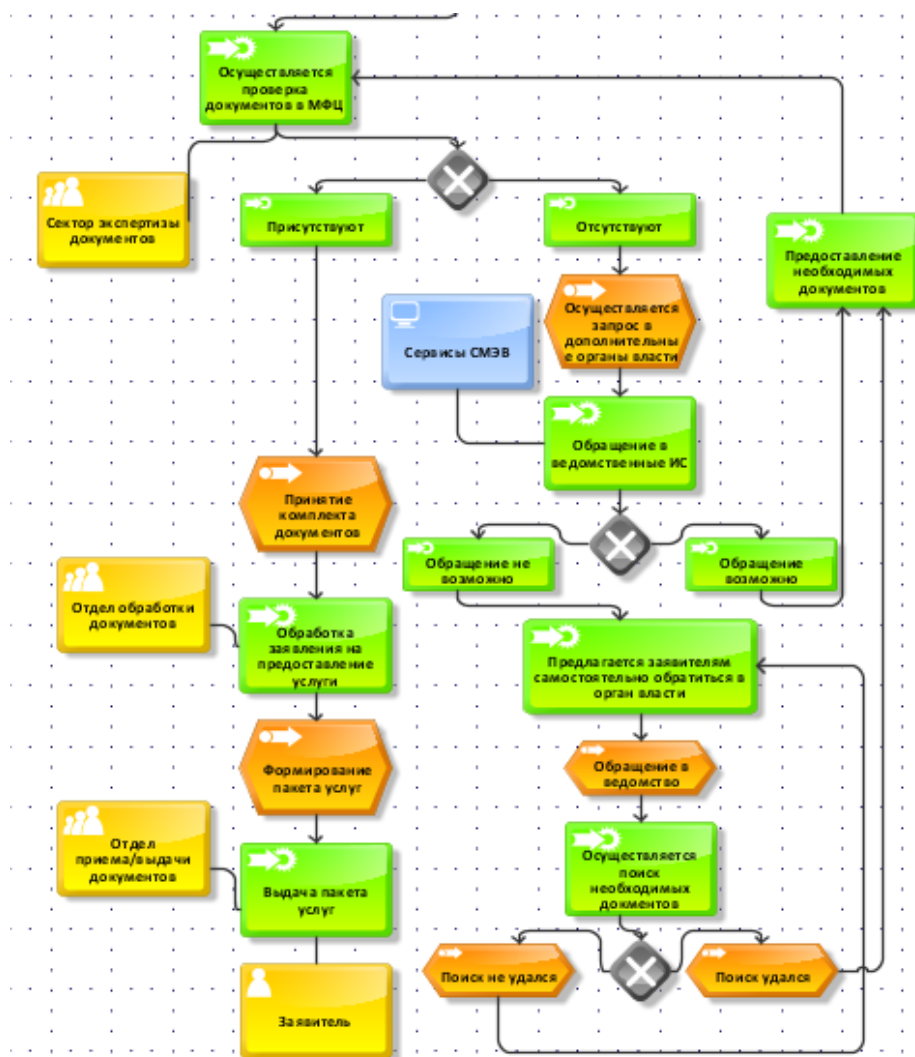 Осуществляется
проверка
документов в МФЦ
Сектор экспертизы
документов
Присутствуют
Отсутствуют
Предоставление
необходимых
документов
Осуществляется
запрос в
дополнительны
е органы власти
Сервисы СМЭВ
Обращение в
ведомственные ИС
Принятие
комплекта
документов
Обращение не
возможно
Обращение
возможно
Отдел обработки
документов
Обработка
заявления на
предоставление
услуги
Предлагается заявителям
самостоятельно обратиться в
орган власти
Формирование
пакета услуг
Обращение в
ведомство
Отдел
приема/выдачи
документов
Выдача пакета
услуг
Осуществляется
поиск
необходимых
докментов
Поиск не удался
Поиск удался
Заявитель